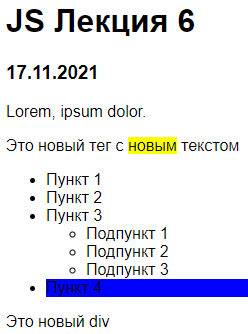 JS Лекция 6
17.11.2021
Lorem, ipsum dolor.
Это новый тег с новым текстом
Пункт 1
Пункт 2
Пункт 3
Подпункт 1
Подпункт 2
Подпункт 3
Пункт 4
Это новый div